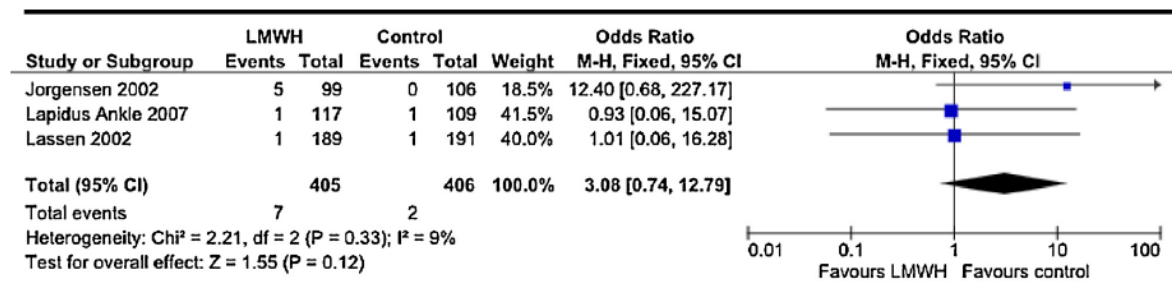 LMWH Control Odds Ratio Odds Ratio
Study or Subgroup Events Total Events Total Weight M-H, Fixed, 95% CI M-H, Fixed, 95% CI
Jorgensen 2002 5 99 0 106 18.5% 12.40 [0.68, 227.17]
Lapidus Ankle 2007 1 117 1 109 41.5% 0.93 [0.06, 15.07]
Lassen 2002 1 189 1 191 40.0% 1.01 [0.06, 16.28]
Total (95% CI) 405 406 100.0% 3.08 [0.74, 12.79]
Total events 7 2
Heterogeneity: Chi² = 2.21, df = 2 (P = 0.33); I² = 9%
Test for overall effect: Z = 1.55 (P = 0.12)
0.01 0.1 1 10 100
Favours LMWH Favours control